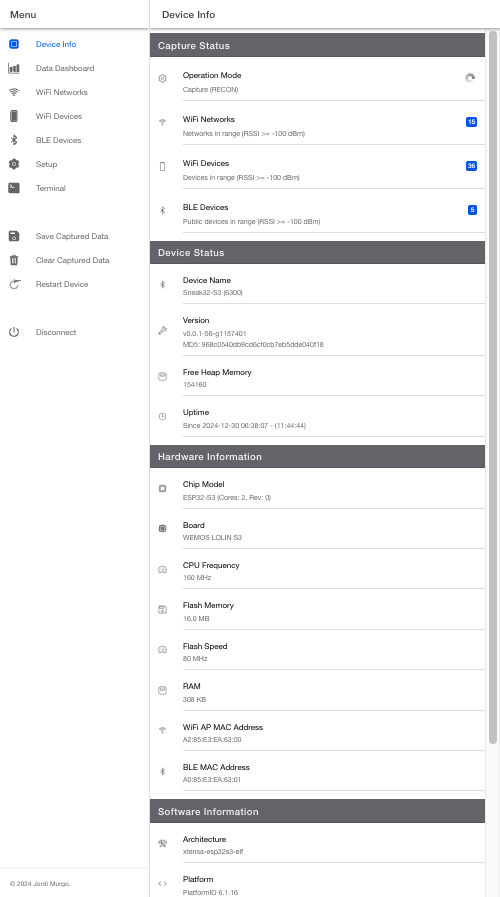 Menu
Device Info
Data Dashboard
WiFi Networks
WiFi Devices
BLE Devices
Setup
Terminal
Save Captured Data
Clear Captured Data
Restart Device
Disconnect
© 2024 Jordi Murgo.
Device Info
Capture Status
Operation Mode
Capture (RECON)
WiFi Networks
Networks in range (RSSI >= -100 dBm)
15
WiFi Devices
Devices in range (RSSI >= -100 dBm)
36
BLE Devices
Public devices in range (RSSI >= -100 dBm)
5
Device Status
Device Name
Sneak32-S3 (6300)
Version
v0.0.1-56-g1157401
MD5: 968c0540db9cd6cf0cb7eb5dde040f18
Free Heap Memory
154160
Uptime
Since 2024-12-30 06:38:07 - (11:44:44)
Hardware Information
Chip Model
ESP32-S3 (Cores: 2, Rev: 0)
Board
WEMOS LOLIN S3
CPU Frequency
160 MHz
Flash Memory
16.0 MB
Flash Speed
80 MHz
RAM
308 KB
WiFi AP MAC Address
A2:85:E3:EA:63:00
BLE MAC Address
A0:85:E3:EA:63:01
Software Information
Architecture
xtensa-esp32s3-elf
Platform
PlatformIO 6.1.16